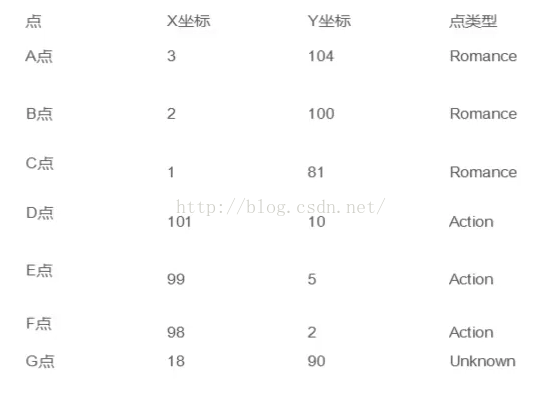 点 X坐标 Y坐标 点类型
A点 3 104 Romance
B点 2 100 Romance
C点 1 81 Romance
http://blog.csdn.net/
D点 101 10 Action
E点 99 5 Action
F点 98 2 Action
G点 18 90 Unknown